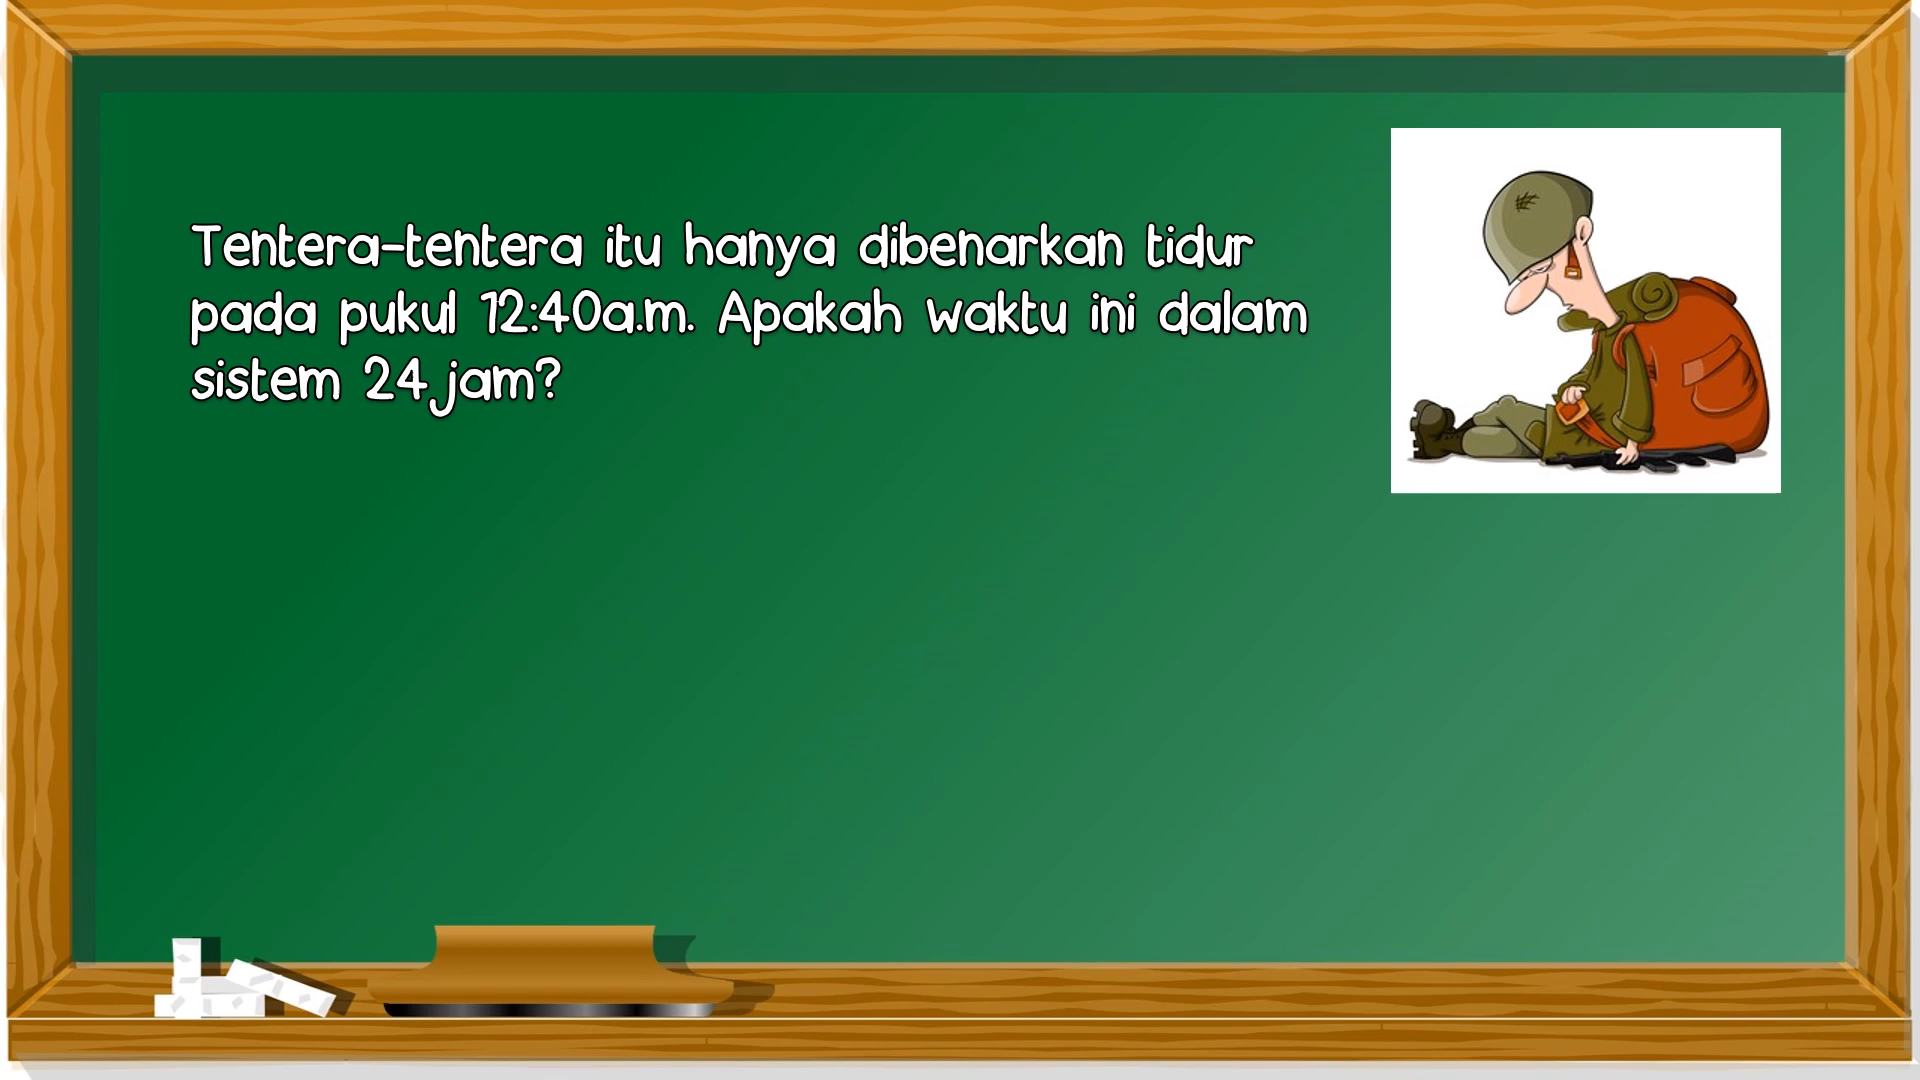 Tentera-tentera itu hanya dibenarkan tidur
pada pukul 12:40a.m. Apakah waktu ini dalam
sistem 24 jam?